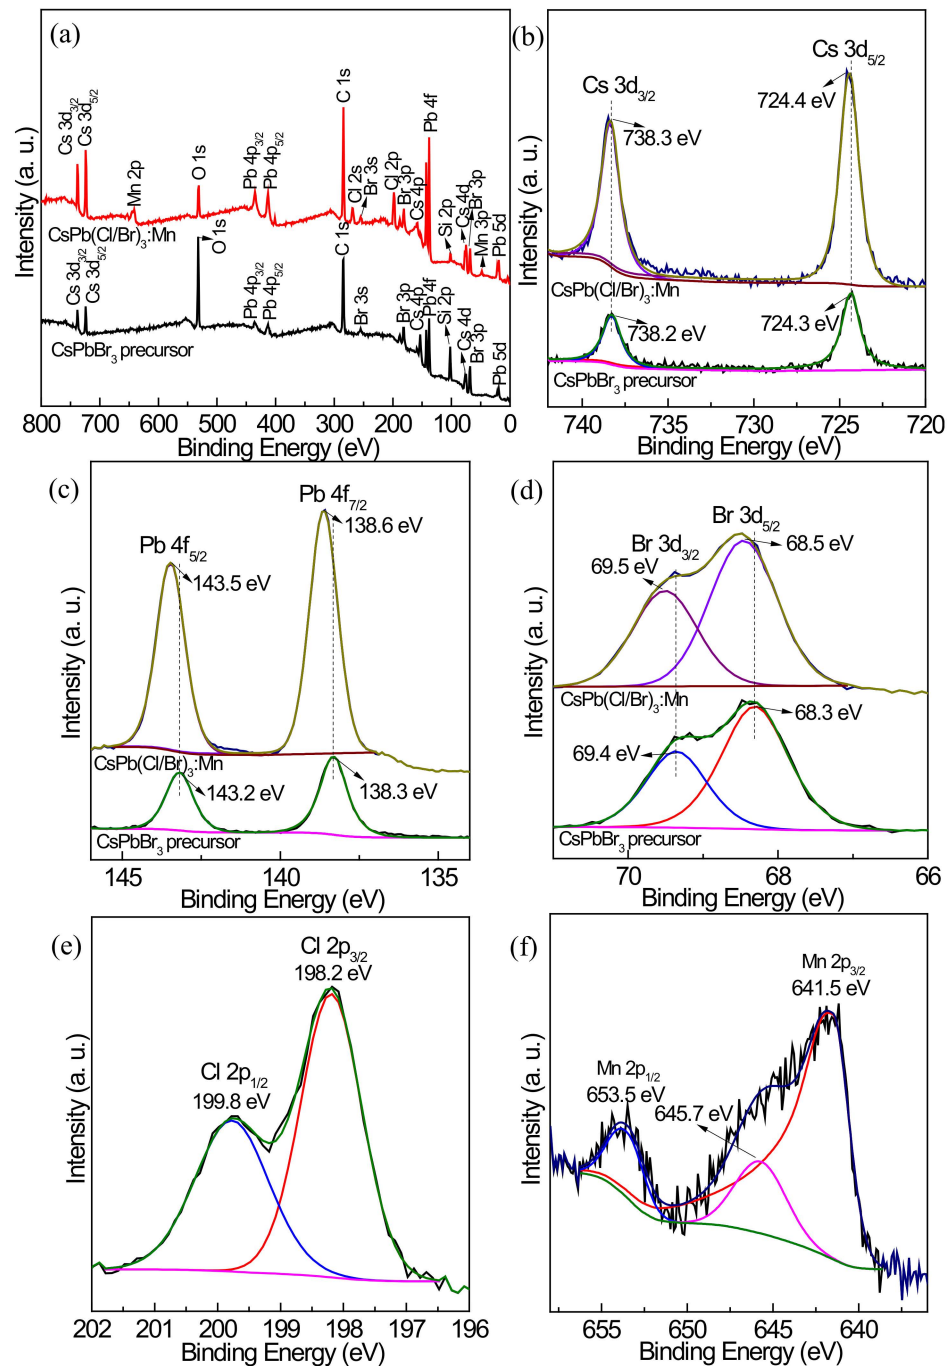 (a)
Intensity (a. u.)
Cs 3d3/2
Cs 3d5/2
Mn 2p
O 1s
Pb 4p3/2
Pb 4p5/2
C 1s
Cl 2s
Br 3s
Cl 2p
Br 3p
Cs 4p
Pb 4f
Si 2p
Cs 4d
Br 3p
Mn 3p
Pb 5d
CsPb(Cl/Br)3:Mn
Cs 3d3/2
Cs 3d5/2
O 1s
Pb 4p3/2
Pb 4p5/2
C 1s
Br 3s
Br 3p
Cs 4p
Pb 4f
Si 2p
Cs 4d
Br 3p
Pb 5d
CsPbBr3 precursor
800 700 600 500 400 300 200 100 0
Binding Energy (eV)
(b)
Intensity (a. u.)
Cs 3d5/2
724.4 eV
Cs 3d3/2
738.3 eV
CsPb(Cl/Br)3:Mn
738.2 eV
724.3 eV
CsPbBr3 precursor
740 735 730 725 720
Binding Energy (eV)
(c)
Intensity (a. u.)
Pb 4f7/2
138.6 eV
Pb 4f5/2
143.5 eV
CsPb(Cl/Br)3:Mn
143.2 eV
138.3 eV
CsPbBr3 precursor
145 140 135
Binding Energy (eV)
(d)
Intensity (a. u.)
Br 3d5/2
Br 3d3/2
68.5 eV
69.5 eV
CsPb(Cl/Br)3:Mn
68.3 eV
69.4 eV
CsPbBr3 precursor
70 68 66
Binding Energy (eV)
(e)
Intensity (a. u.)
Cl 2p3/2
198.2 eV
Cl 2p1/2
199.8 eV
202 201 200 199 198 197 196
Binding Energy (eV)
(f)
Intensity (a. u.)
Mn 2p3/2
641.5 eV
Mn 2p1/2
653.5 eV
645.7 eV
655 650 645 640
Binding Energy (eV)